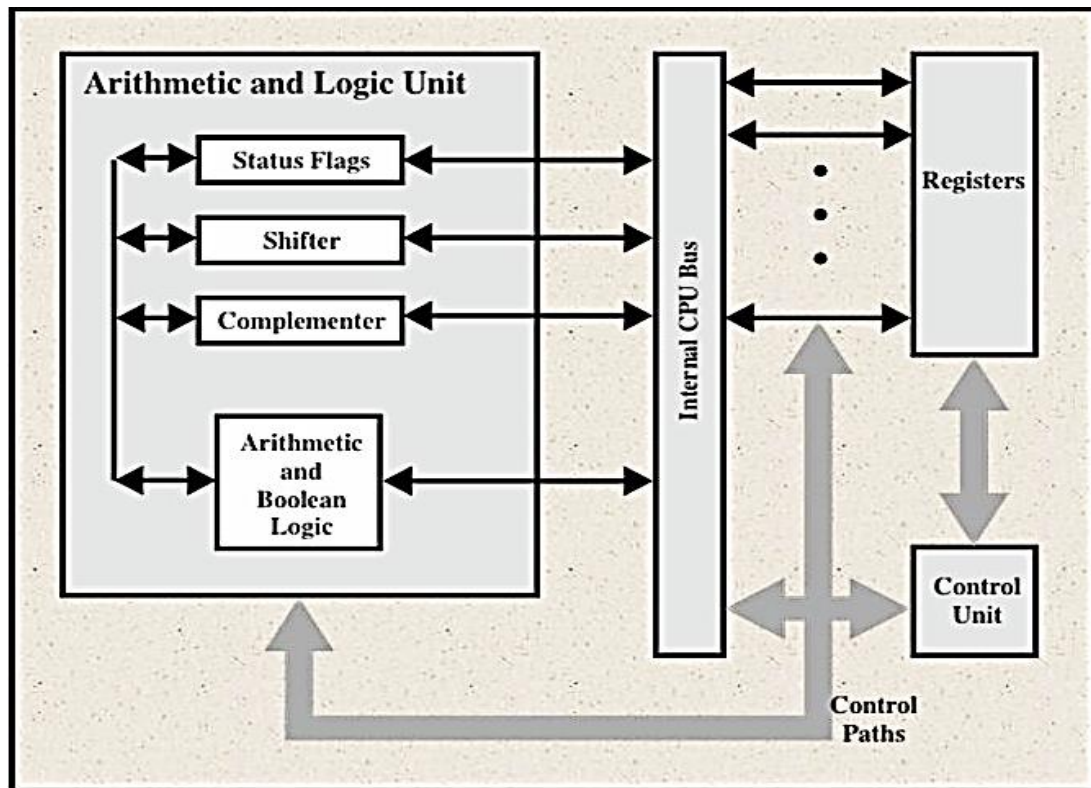 Arithmetic and Logic Unit
Status Flags
Shifter
Complementer
Arithmetic
and
Boolean
Logic
Internal CPU Bus
Registers
Control
Unit
Control
Paths